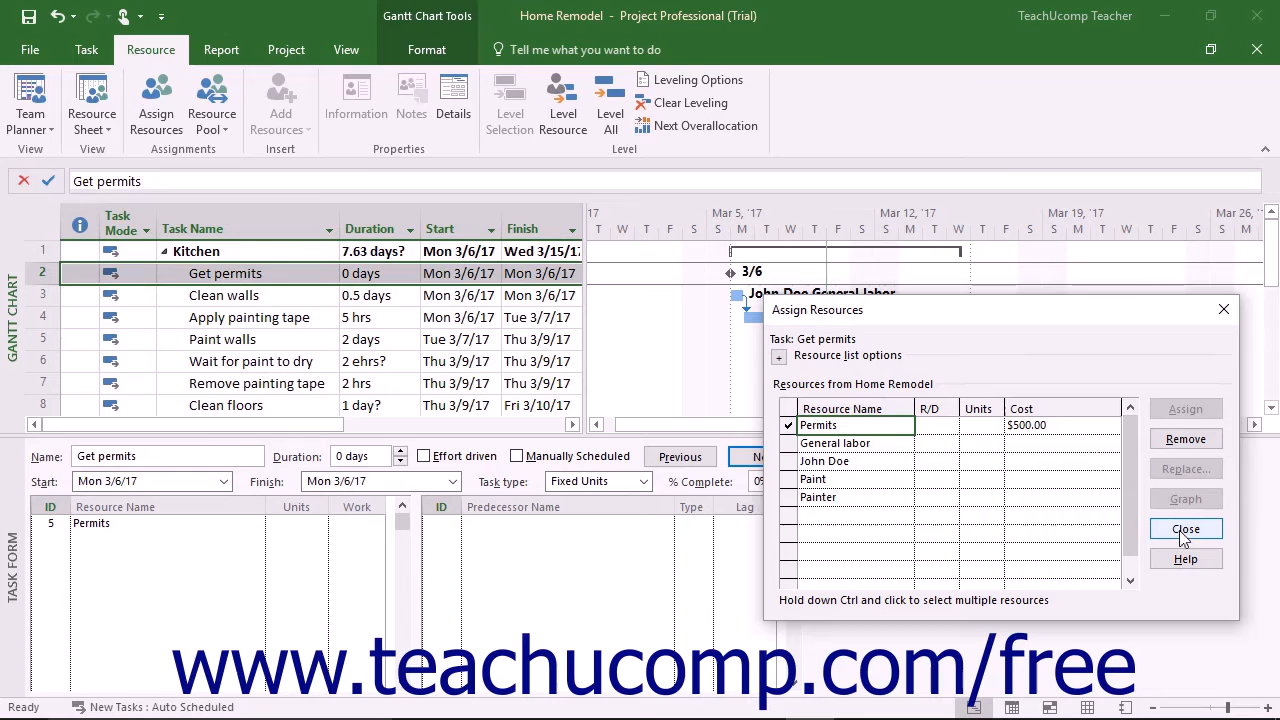 Gantt Chart Tools
Home Remodel - Project Professional (Trial)
TeachUcomp Teacher
File Task Resource Report Project View Format Tell me what you want to do
Team Planner Resource Sheet Assign Resources Resource Pool Add Resources Information Notes Details Level Selection Level Resource Level All
Leveling Options
Clear Leveling
Next Overallocation
View View Assignments Insert Properties Level
Get permits
17 Mar 5, '17 Mar 12, '17 Mar 19, '17 Mar 26, '1
Task Mode Task Name Duration Start Finish
T W T F S S M T W T F S S M T W T F S S M T W T F S S M
1 Kitchen 7.63 days? Mon 3/6/17 Wed 3/15/17
2 Get permits 0 days Mon 3/6/17 Mon 3/6/17
3/6
3 Clean walls 0.5 days Mon 3/6/17 Mon 3/6/17
John Doe,General labor
4 Apply painting tape 5 hrs Mon 3/6/17 Tue 3/7/17
5 Paint walls 2 days Tue 3/7/17 Thu 3/9/17
6 Wait for paint to dry 2 ehrs? Thu 3/9/17 Thu 3/9/17
7 Remove painting tape 2 hrs Thu 3/9/17 Thu 3/9/17
8 Clean floors 1 day? Thu 3/9/17 Fri 3/10/17
GANTT CHART
Name: Get permits Duration: 0 days Effort driven Manually Scheduled Previous Ne
Start: Mon 3/6/17 Finish: Mon 3/6/17 Task type: Fixed Units % Complete: 0%
ID Resource Name Units Work ID Predecessor Name Type Lag
5 Permits
TASK FORM
Assign Resources
Task: Get permits
+ Resource list options
Resources from Home Remodel
Resource Name R/D Units Cost
Permits $500.00
General labor
John Doe
Paint
Painter
Assign
Remove
Replace...
Graph
Close
Help
Hold down Ctrl and click to select multiple resources
www.teachucomp.com/free
Ready New Tasks : Auto Scheduled